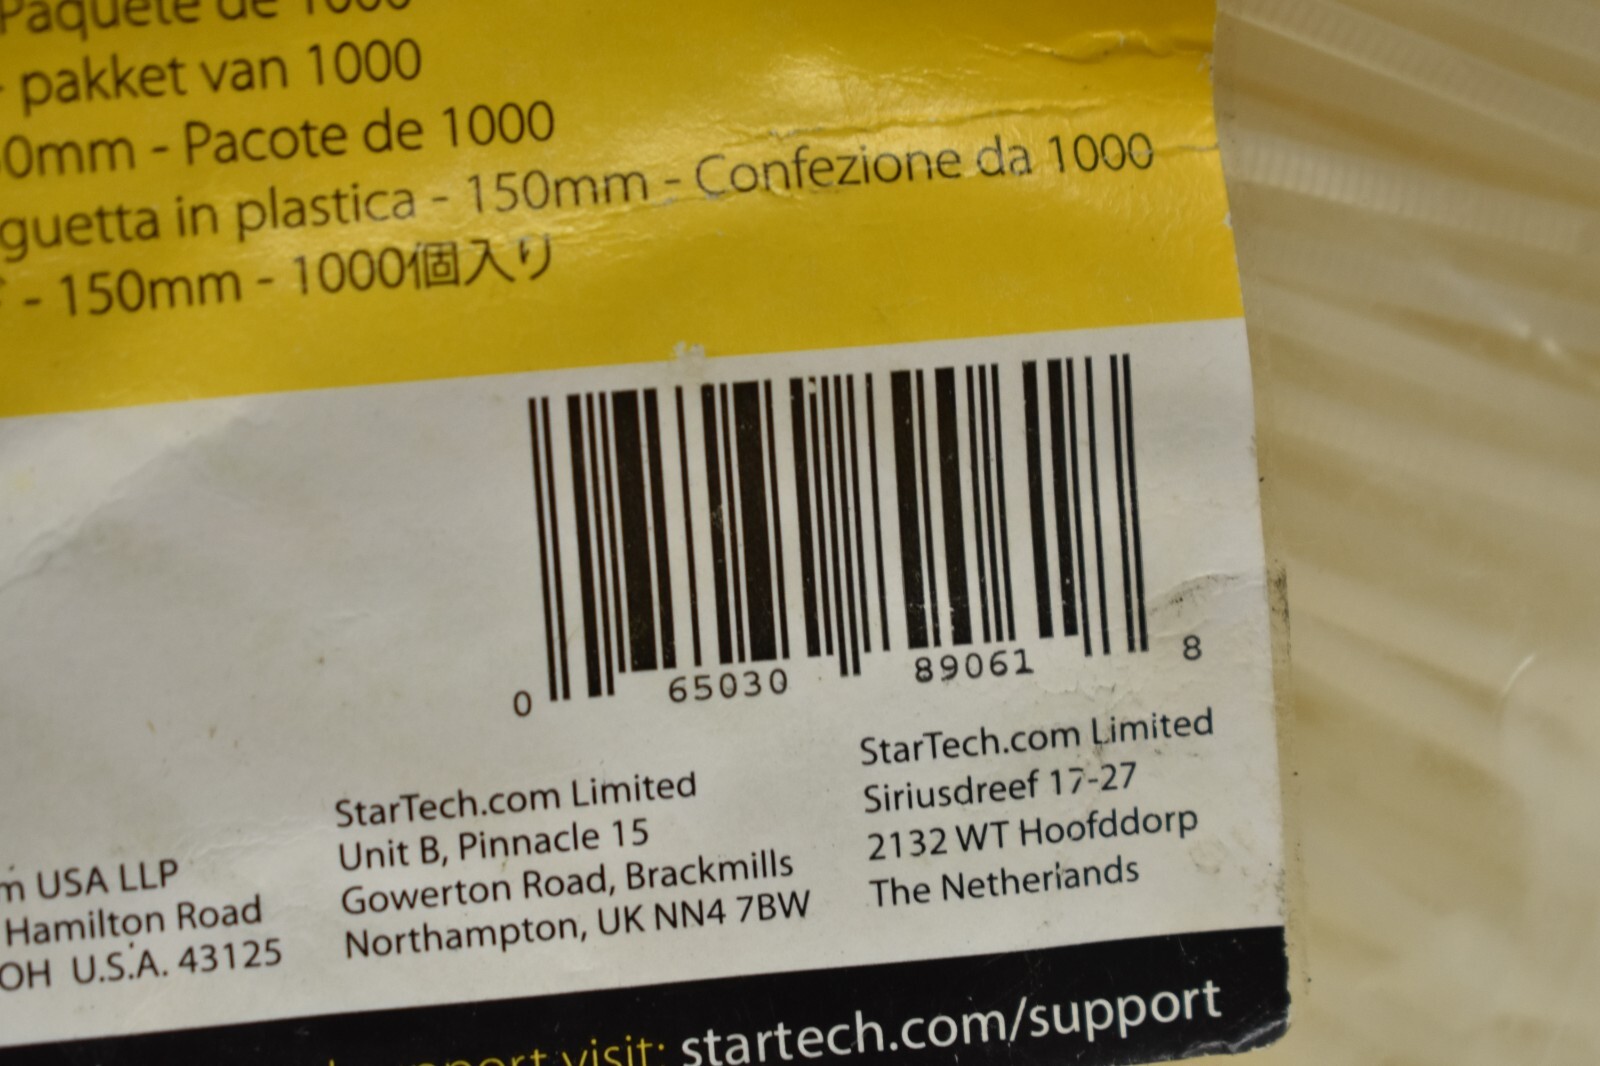 Paquete de 1000
- pakket van 1000
0mm - Pacote de 1000
guetta in plastica - 150mm - Confezione da 1000
- 150mm - 1000個入り
0 65030 89061 8
m USA LLP
Hamilton Road
OH U.S.A. 43125
StarTech.com Limited
Unit B, Pinnacle 15
Gowerton Road, Brackmills
Northampton, UK NN4 7BW
StarTech.com Limited
Siriusdreef 17-27
2132 WT Hoofddorp
The Netherlands
support visit: startech.com/support